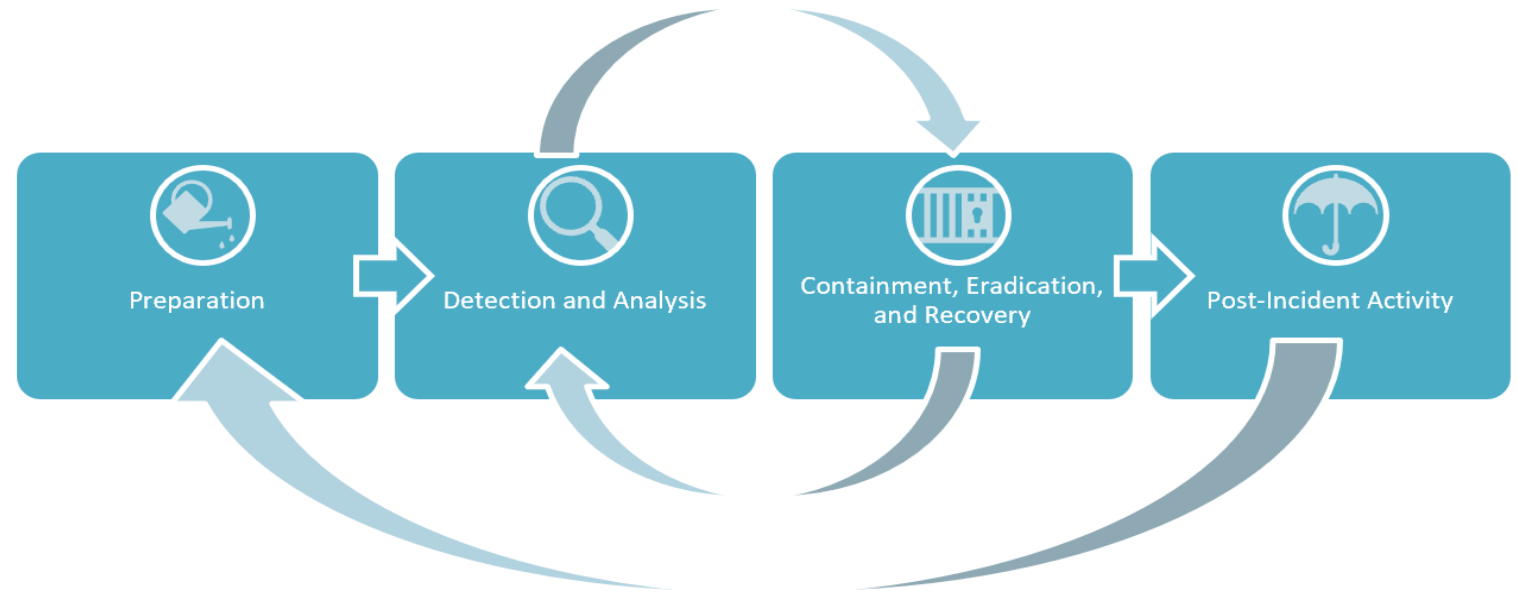 Preparation
Detection and Analysis
Containment, Eradication,
and Recovery
Post-Incident Activity